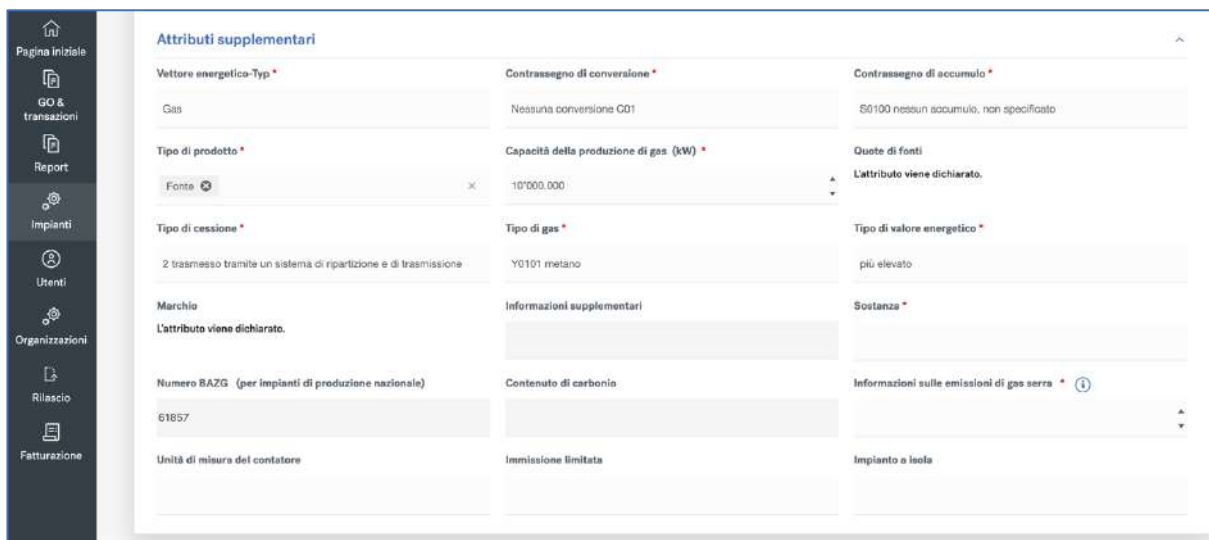 Pagina iniziale
GO &
transazioni
Report
Impianti
Utenti
Organizzazioni
Rilascio
Fatturazione
Attributi supplementari
Vettore energetico-Typ *
Contrassegno di conversione *
Contrassegno di accumulo *
Gas
Nessuna conversione C01
S0100 nessun accumulo, non specificato
Tipo di prodotto *
Capacità della produzione di gas (kW) *
Quote di fonti
Fonte
10'000.000
L'attributo viene dichiarato.
Tipo di cessione *
Tipo di gas *
Tipo di valore energetico *
2 trasmesso tramite un sistema di ripartizione e di trasmissione
Y0101 metano
più elevato
Marchio
Informazioni supplementari
Sostanza *
L'attributo viene dichiarato.
Numero BAZG (per impianti di produzione nazionale)
Contenuto di carbonio
Informazioni sulle emissioni di gas serra *
61857
Unità di misura del contatore
Immissione limitata
Impianto a isola